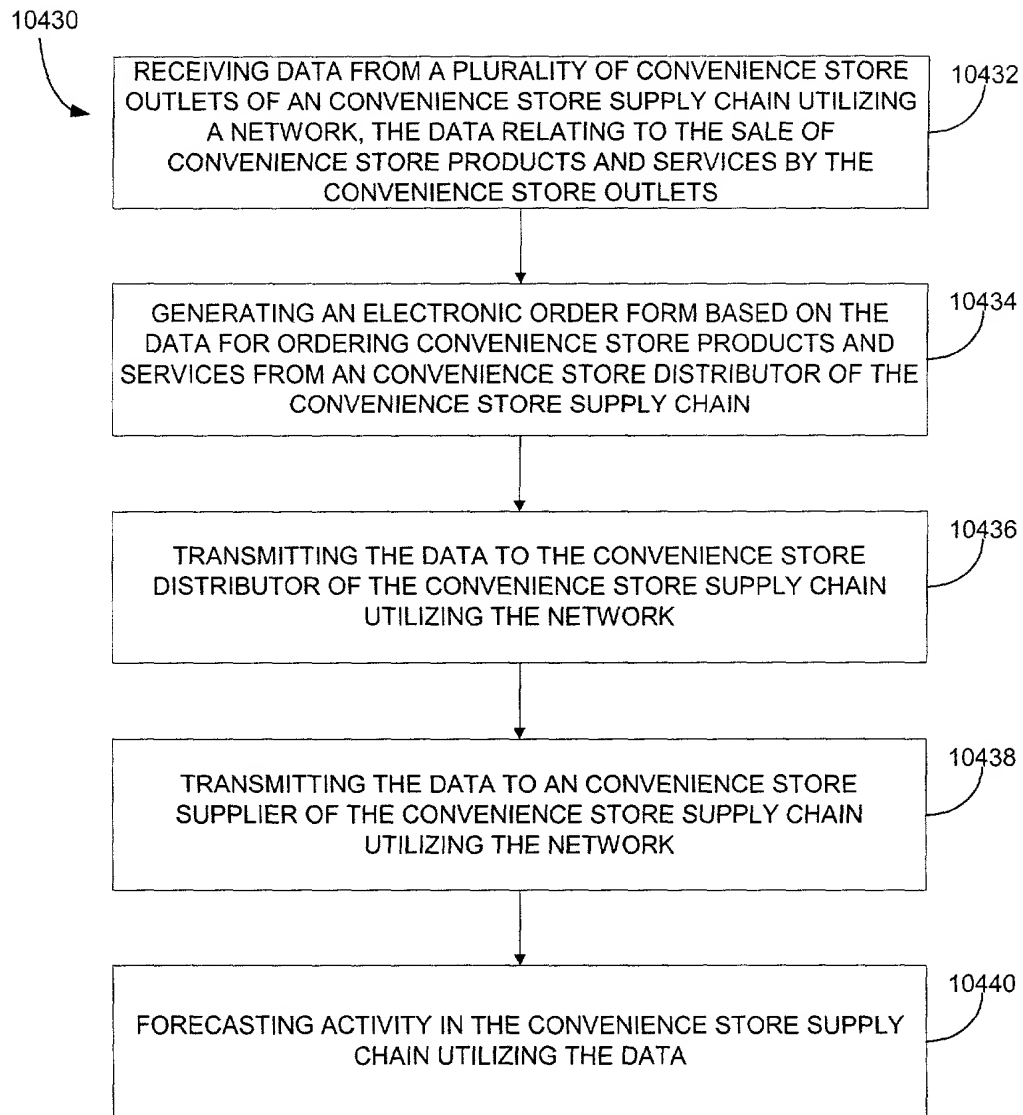 10430
RECEIVING DATA FROM A PLURALITY OF CONVENIENCE STORE
OUTLETS OF AN CONVENIENCE STORE SUPPLY CHAIN UTILIZING
A NETWORK, THE DATA RELATING TO THE SALE OF
CONVENIENCE STORE PRODUCTS AND SERVICES BY THE
CONVENIENCE STORE OUTLETS
10432
GENERATING AN ELECTRONIC ORDER FORM BASED ON THE
DATA FOR ORDERING CONVENIENCE STORE PRODUCTS AND
SERVICES FROM AN CONVENIENCE STORE DISTRIBUTOR OF THE
CONVENIENCE STORE SUPPLY CHAIN
10434
TRANSMITTING THE DATA TO THE CONVENIENCE STORE
DISTRIBUTOR OF THE CONVENIENCE STORE SUPPLY CHAIN
UTILIZING THE NETWORK
10436
TRANSMITTING THE DATA TO AN CONVENIENCE STORE
SUPPLIER OF THE CONVENIENCE STORE SUPPLY CHAIN
UTILIZING THE NETWORK
10438
FORECASTING ACTIVITY IN THE CONVENIENCE STORE SUPPLY
CHAIN UTILIZING THE DATA
10440